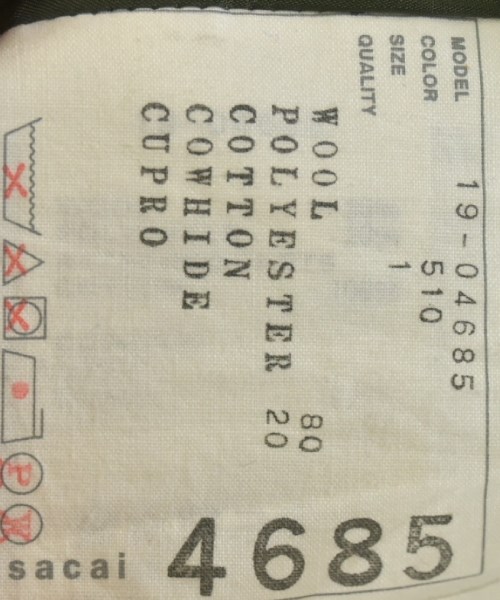 MODEL 19-04685
COLOR 510
SIZE 1
QUALITY
WOOL 80
POLYESTER 20
COTTON
COWHIDE
CUPRO
P
W
sacai
4685